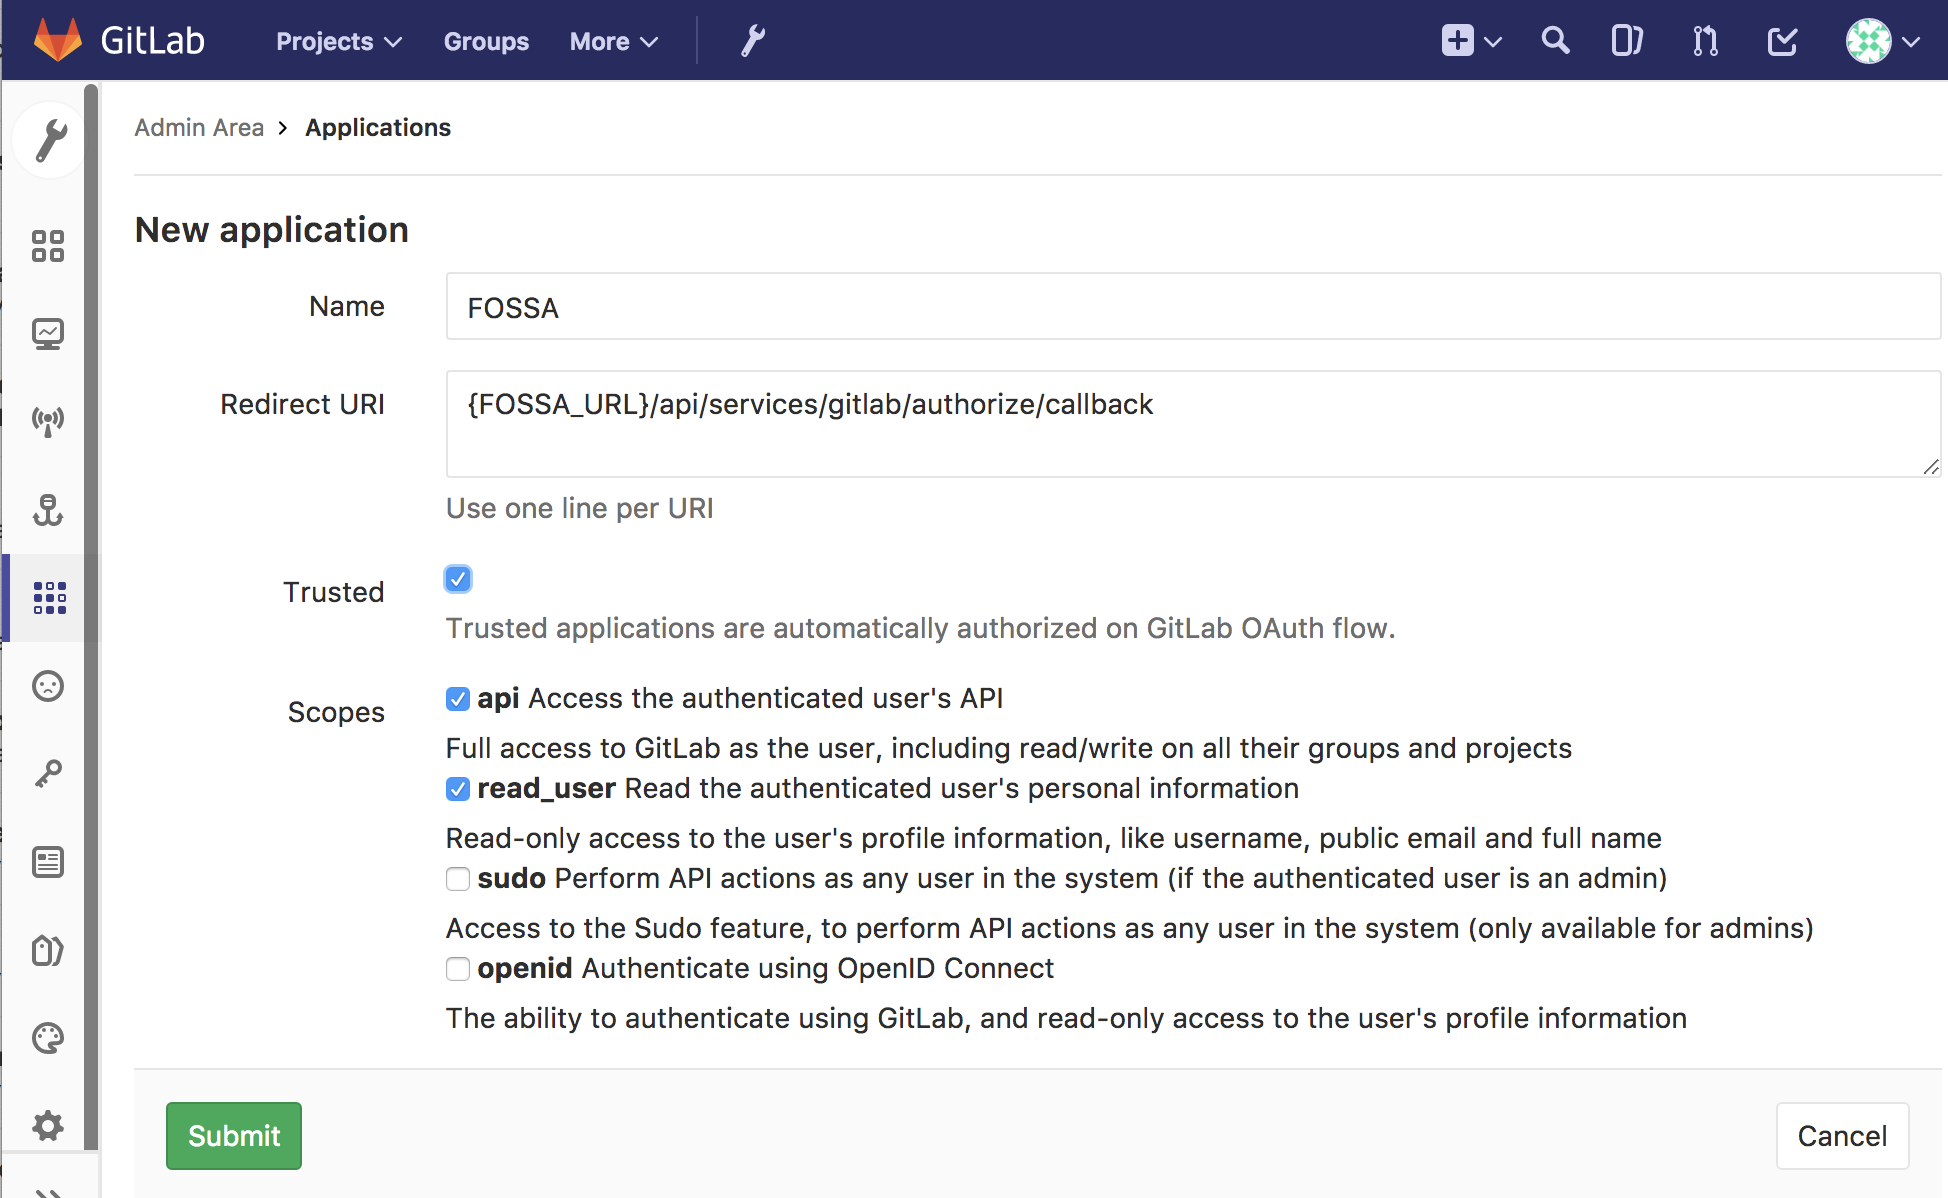 GitLab Projects Groups More
Admin Area > Applications
New application
Name FOSSA
Redirect URI {FOSSA_URL}/api/services/gitlab/authorize/callback
Use one line per URI
Trusted
Trusted applications are automatically authorized on GitLab OAuth flow.
Scopes api Access the authenticated user's API
Full access to GitLab as the user, including read/write on all their groups and projects
read_user Read the authenticated user's personal information
Read-only access to the user's profile information, like username, public email and full name
sudo Perform API actions as any user in the system (if the authenticated user is an admin)
Access to the Sudo feature, to perform API actions as any user in the system (only available for admins)
openid Authenticate using OpenID Connect
The ability to authenticate using GitLab, and read-only access to the user's profile information
Submit Cancel